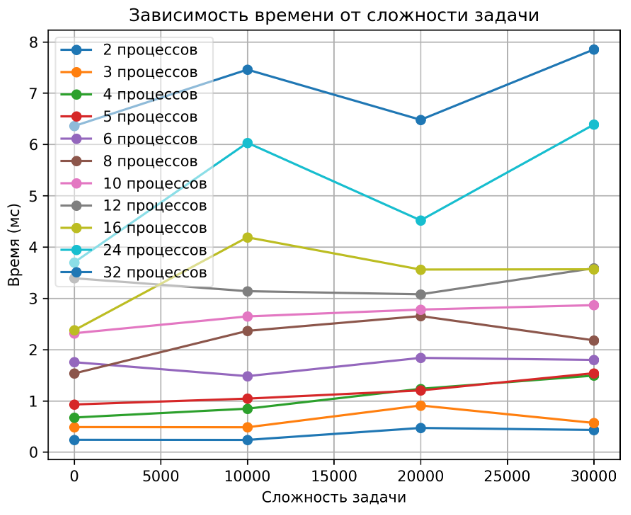 Зависимость времени от сложности задачи
8
7
6
5
4
3
2
1
0
Время (мс)
2 процессов
3 процессов
4 процессов
5 процессов
6 процессов
8 процессов
10 процессов
12 процессов
16 процессов
24 процессов
32 процессов
0 5000 10000 15000 20000 25000 30000
Сложность задачи